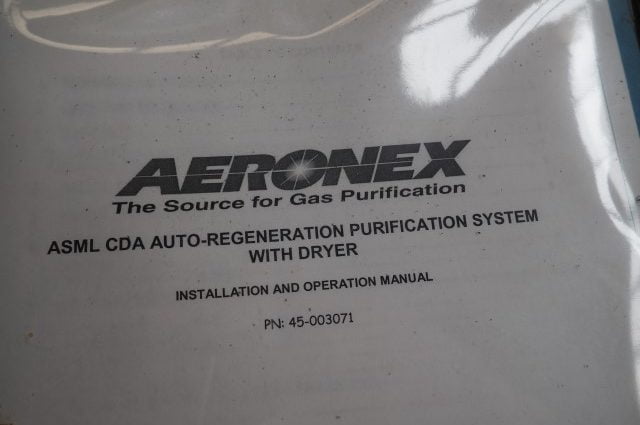 AERONEX
The Source for Gas Purification
ASML CDA AUTO-REGENERATION PURIFICATION SYSTEM
WITH DRYER
INSTALLATION AND OPERATION MANUAL
PN: 45-003071